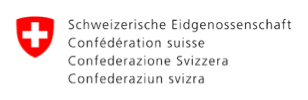 Schweizerische Eidgenossenschaft
Confédération suisse
Confederazione Svizzera
Confederaziun svizra